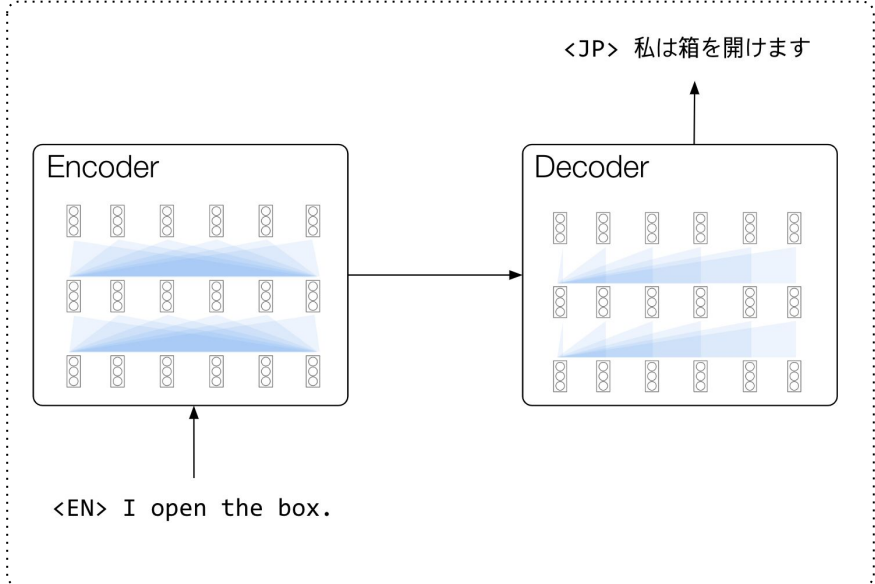 <JP> 私は箱を開けます
Encoder
Decoder
<EN> I open the box.